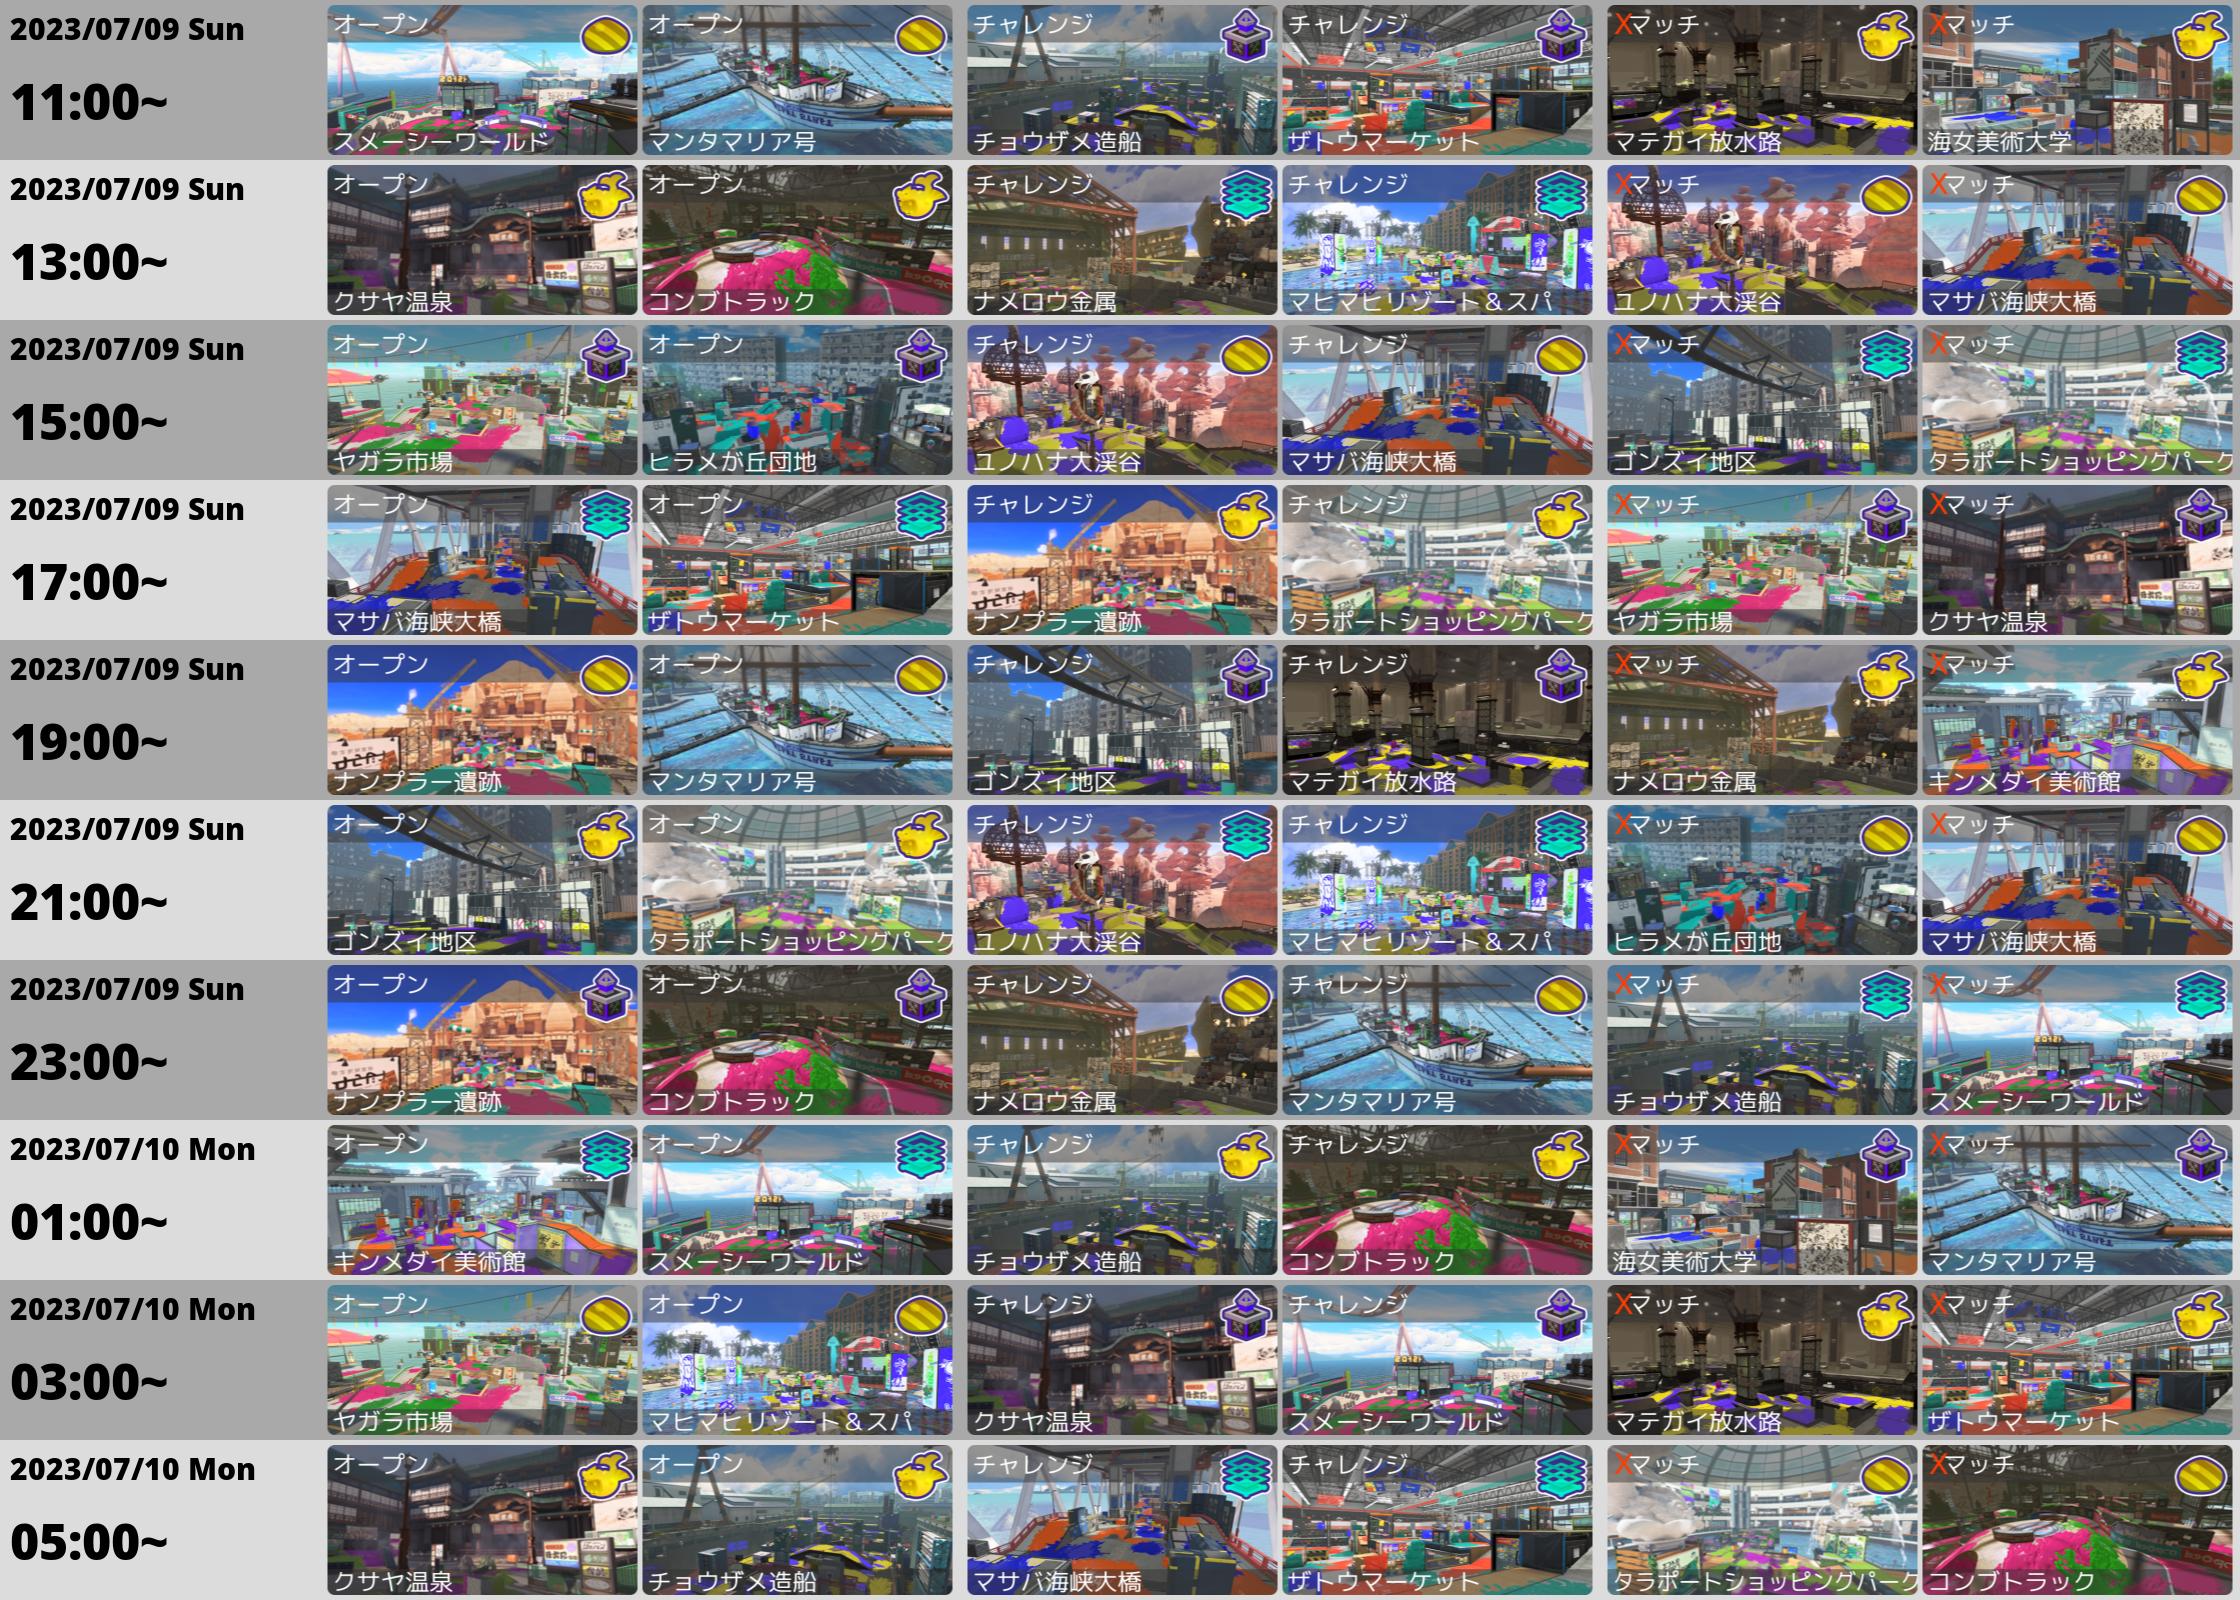 2023/07/09 Sun
11:00~
オープン
スメーシーワールド
オープン
マンタマリア号
チャレンジ
チョウザメ造船
チャレンジ
ザトウマーケット
Xマッチ
マテガイ放水路
Xマッチ
海女美術大学
2023/07/09 Sun
13:00~
オープン
クサヤ温泉
オープン
コンブトラック
チャレンジ
ナメロウ金属
チャレンジ
マヒマヒリゾート＆スパ
Xマッチ
ユノハナ大渓谷
Xマッチ
マサバ海峡大橋
2023/07/09 Sun
15:00~
オープン
ヤガラ市場
オープン
ヒラメが丘団地
チャレンジ
ユノハナ大渓谷
チャレンジ
マサバ海峡大橋
Xマッチ
ゴンズイ地区
Xマッチ
タラポートショッピングパーク
2023/07/09 Sun
17:00~
オープン
マサバ海峡大橋
オープン
ザトウマーケット
チャレンジ
ナンプラー遺跡
チャレンジ
タラポートショッピングパーク
Xマッチ
ヤガラ市場
Xマッチ
クサヤ温泉
2023/07/09 Sun
19:00~
オープン
ナンプラー遺跡
オープン
マンタマリア号
チャレンジ
ゴンズイ地区
チャレンジ
マテガイ放水路
Xマッチ
ナメロウ金属
Xマッチ
キンメダイ美術館
2023/07/09 Sun
21:00~
オープン
ゴンズイ地区
オープン
タラポートショッピングパーク
チャレンジ
ユノハナ大渓谷
チャレンジ
マヒマヒリゾート＆スパ
Xマッチ
ヒラメが丘団地
Xマッチ
マサバ海峡大橋
2023/07/09 Sun
23:00~
オープン
ナンプラー遺跡
オープン
コンブトラック
チャレンジ
ナメロウ金属
チャレンジ
マンタマリア号
Xマッチ
チョウザメ造船
Xマッチ
スメーシーワールド
2023/07/10 Mon
01:00~
オープン
キンメダイ美術館
オープン
スメーシーワールド
チャレンジ
チョウザメ造船
チャレンジ
コンブトラック
Xマッチ
海女美術大学
Xマッチ
マンタマリア号
2023/07/10 Mon
03:00~
オープン
ヤガラ市場
オープン
マヒマヒリゾート＆スパ
チャレンジ
クサヤ温泉
チャレンジ
スメーシーワールド
Xマッチ
マテガイ放水路
Xマッチ
ザトウマーケット
2023/07/10 Mon
05:00~
オープン
クサヤ温泉
オープン
チョウザメ造船
チャレンジ
マサバ海峡大橋
チャレンジ
ザトウマーケット
Xマッチ
タラポートショッピングパーク
Xマッチ
コンブトラック